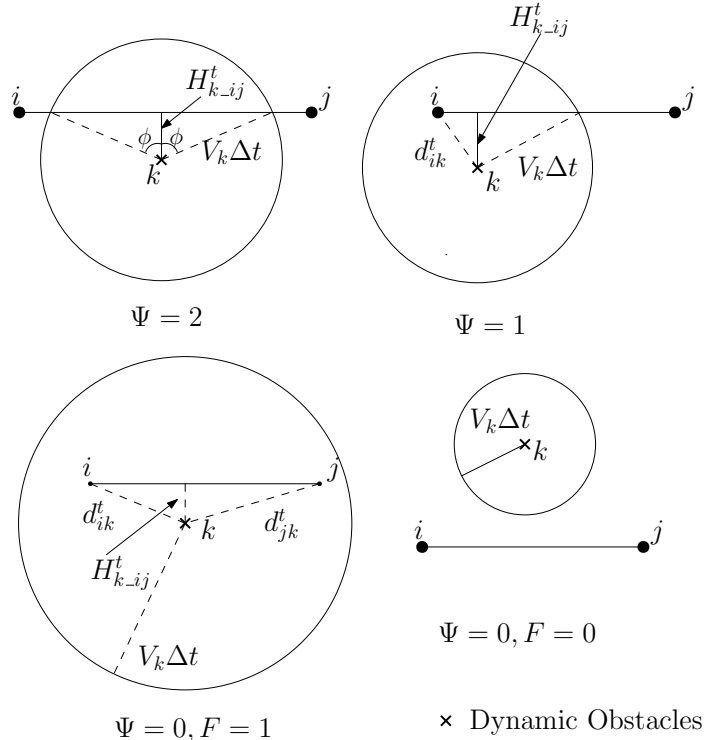 H^t_{k_ij}
i
j
ϕ ϕ
V_kΔt
k
Ψ = 2
H^t_{k_ij}
i
j
d^t_{ik}
V_kΔt
k
Ψ = 1
i
j
d^t_{ik}
k
d^t_{jk}
H^t_{k_ij}
V_kΔt
Ψ = 0, F = 1
V_kΔt
k
i
j
Ψ = 0, F = 0
× Dynamic Obstacles